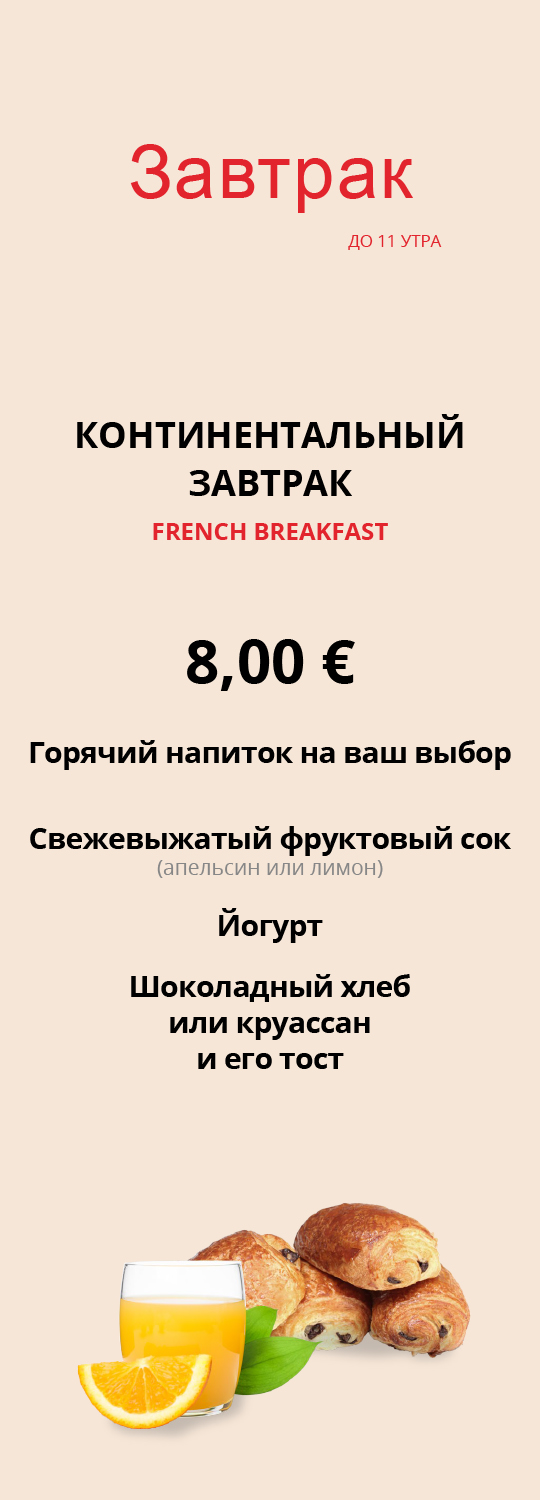 Завтрак
ДО 11 УТРА
КОНТИНЕНТАЛЬНЫЙ
ЗАВТРАК
FRENCH BREAKFAST
8,00 €
Горячий напиток на ваш выбор
Свежевыжатый фруктовый сок
(апельсин или лимон)
Йогурт
Шоколадный хлеб
или круассан
и его тост